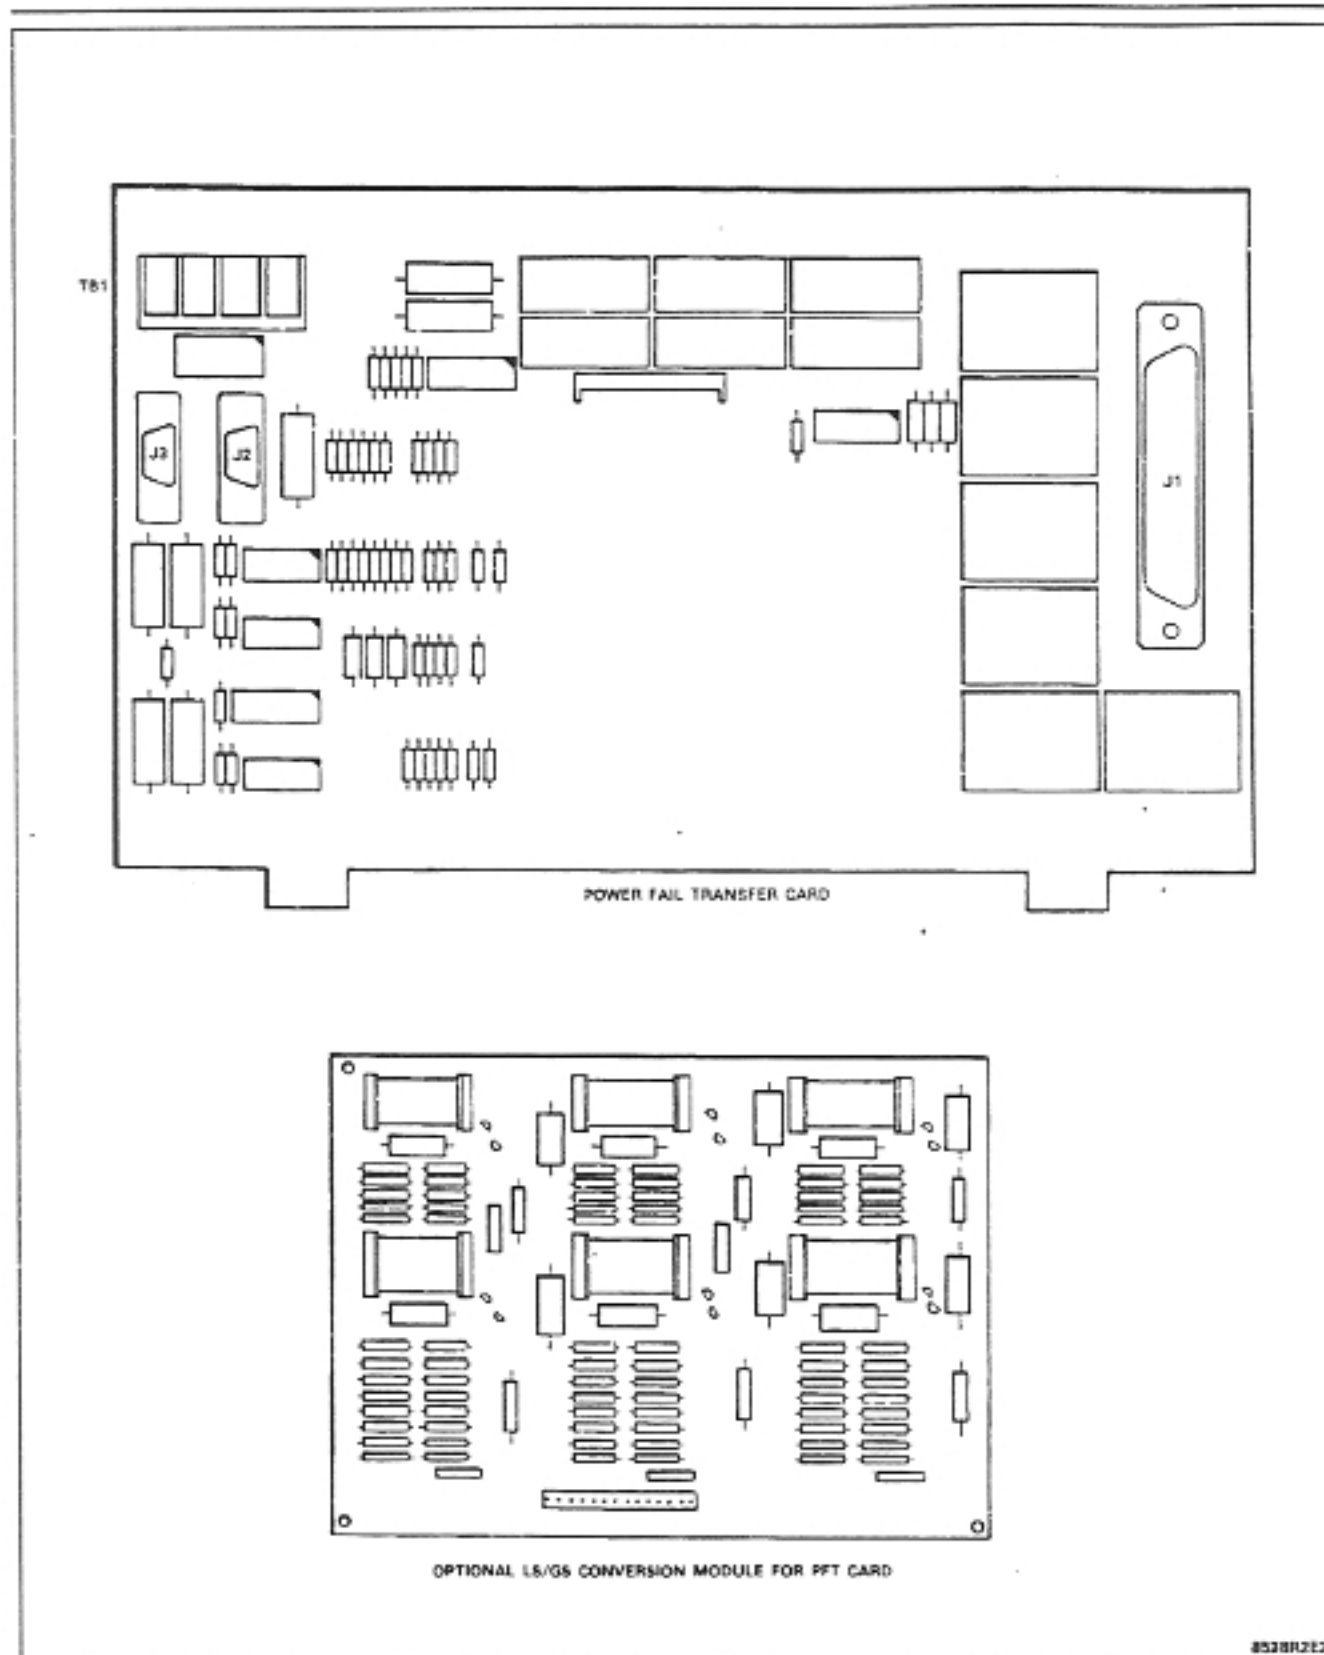 TB1
J3
J2
J1
POWER FAIL TRANSFER CARD
OPTIONAL LS/GS CONVERSION MODULE FOR PFT CARD